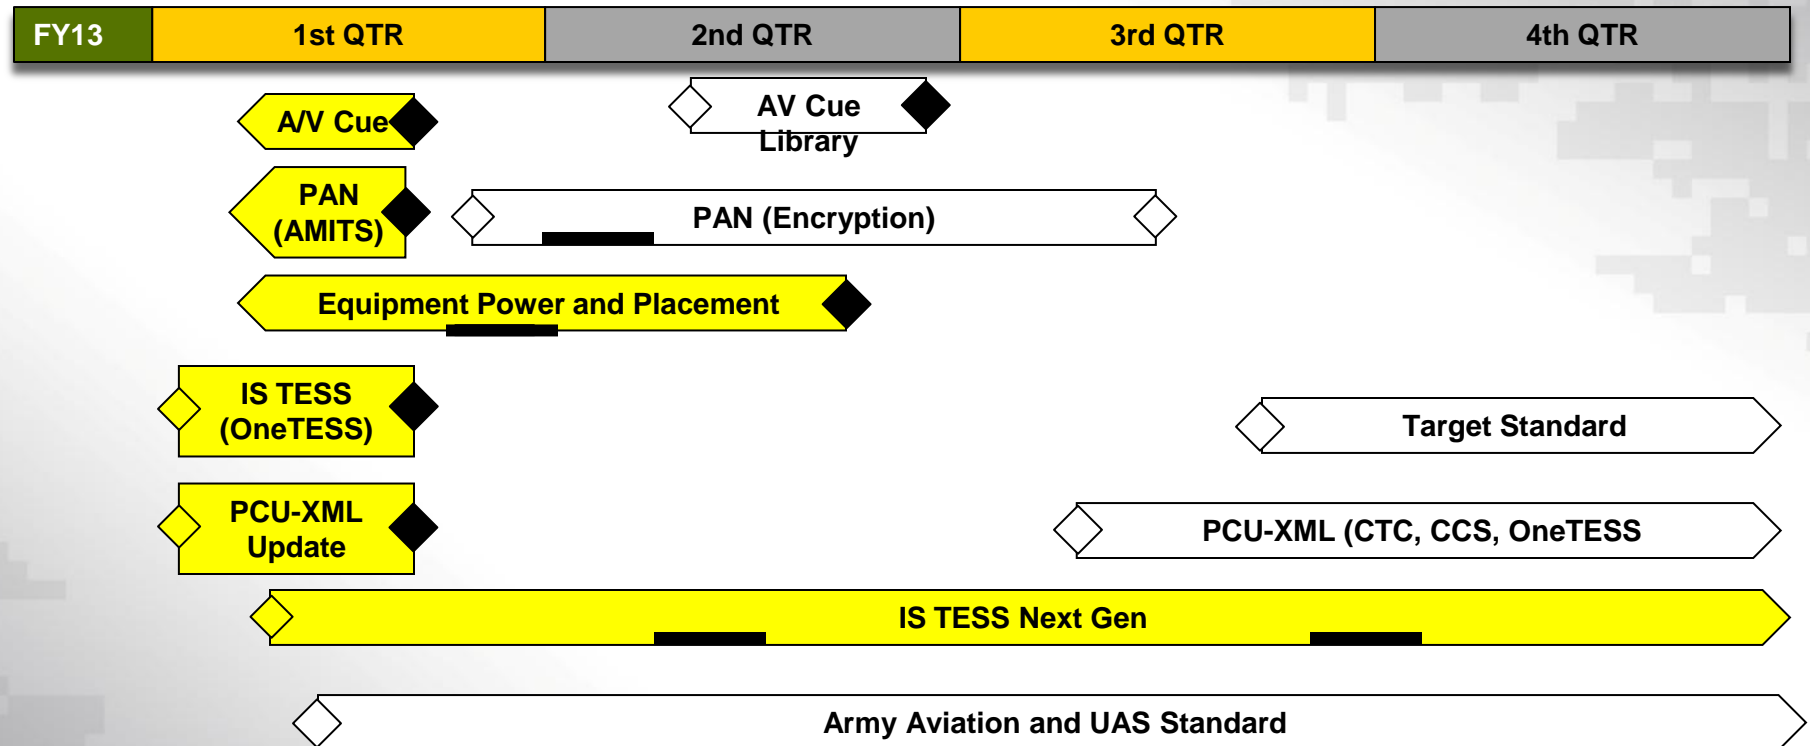 FY13 1st QTR 2nd QTR 3rd QTR 4th QTR
A/V Cue
AV Cue
Library
PAN
(AMITS)
PAN (Encryption)
Equipment Power and Placement
IS TESS
(OneTESS)
Target Standard
PCU-XML
Update
PCU-XML (CTC, CCS, OneTESS
IS TESS Next Gen
Army Aviation and UAS Standard